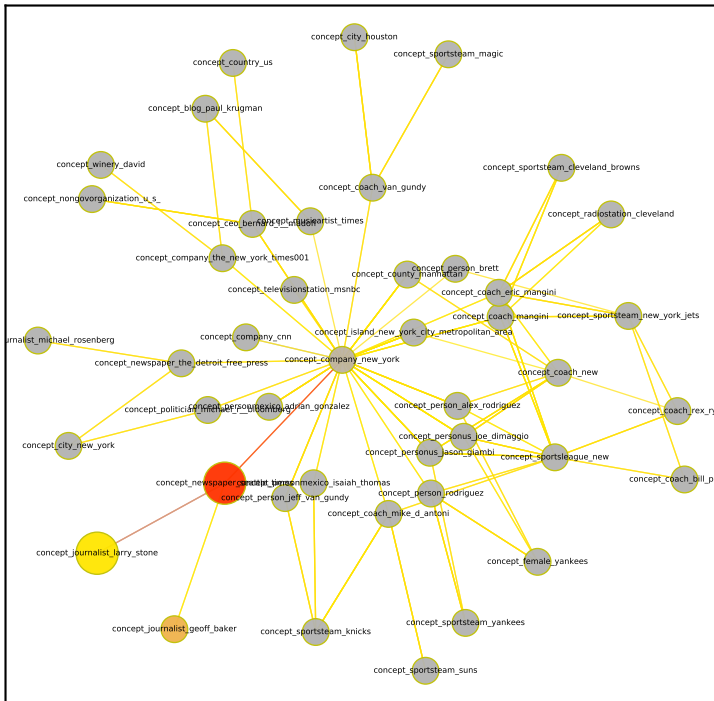 concept_city_houston
concept_sportsteam_magic
concept_country_us
concept_blog_paul_krugman
concept_winery_david
concept_sportsteam_cleveland_browns
concept_coach_van_gundy
concept_nongovorganization_u_s_
concept_radiostation_cleveland
concept_musicartist_times
concept_company_the_new_york_times001
concept_person_brett
concept_county_manhattan
concept_televisionstation_msnbc
concept_coach_eric_mangini
concept_sportsteam_new_york_jets
concept_coach_mangini
concept_island_new_york_city_metropolitan_area
concept_company_cnn
urnalist_michael_rosenberg
concept_company_new_york
concept_newspaper_the_detroit_free_press
concept_coach_new
concept_person_alex_rodriguez
concept_coach_rex_ry
concept_personus_joe_dimaggio
concept_city_new_york
concept_personus_jason_giambi
concept_sportsleague_new
concept_coach_bill_p
concept_person_jeff_van_gundy
concept_person_rodriguez
concept_coach_mike_d_antoni
concept_journalist_larry_stone
concept_female_yankees
concept_journalist_geoff_baker
concept_sportsteam_knicks
concept_sportsteam_yankees
concept_sportsteam_suns